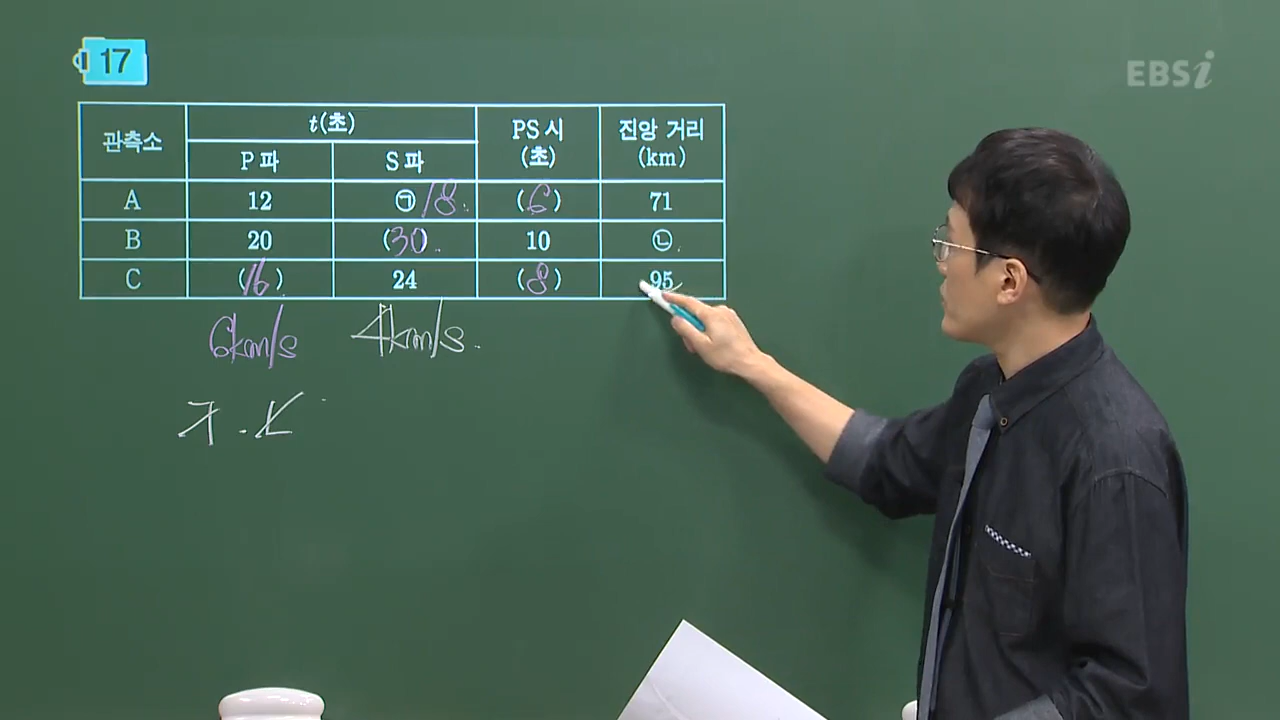 17
EBSi
관측소 t(초) PS시 (초) 진앙 거리 (km)
P파 S파
A 12 ㉠ 18. (6) 71
B 20 (30). 10 ㉡.
C (16). 24 (8) 95
6km/s 4km/s.
ㄱ.ㄴ